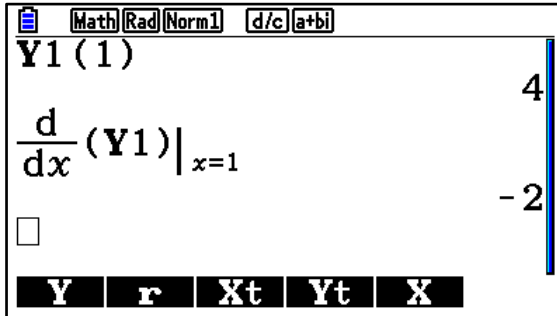 Math Rad Norm1 d/c a+bi
Y1(1)
4
d/dx (Y1)|x=1
-2
Y r Xt Yt X